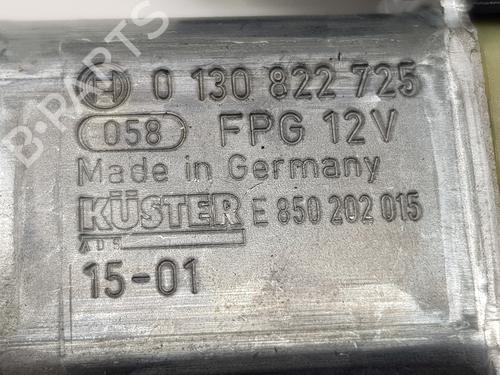 0 130 822 725
058 FPG 12V
Made in Germany
KÜSTER E 850 202 015
15-01
B-PARTS